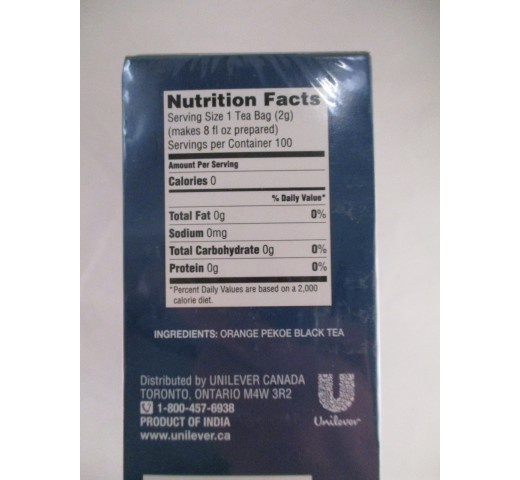 Nutrition Facts
Serving Size 1 Tea Bag (2g)
(makes 8 fl oz prepared)
Servings per Container 100
Amount Per Serving
Calories 0
% Daily Value*
Total Fat 0g 0%
Sodium 0mg
Total Carbohydrate 0g 0%
Protein 0g 0%
*Percent Daily Values are based on a 2,000
calorie diet.
INGREDIENTS: ORANGE PEKOE BLACK TEA
Distributed by UNILEVER CANADA
TORONTO, ONTARIO M4W 3R2
1-800-457-6938
PRODUCT OF INDIA
www.unilever.ca
Unilever